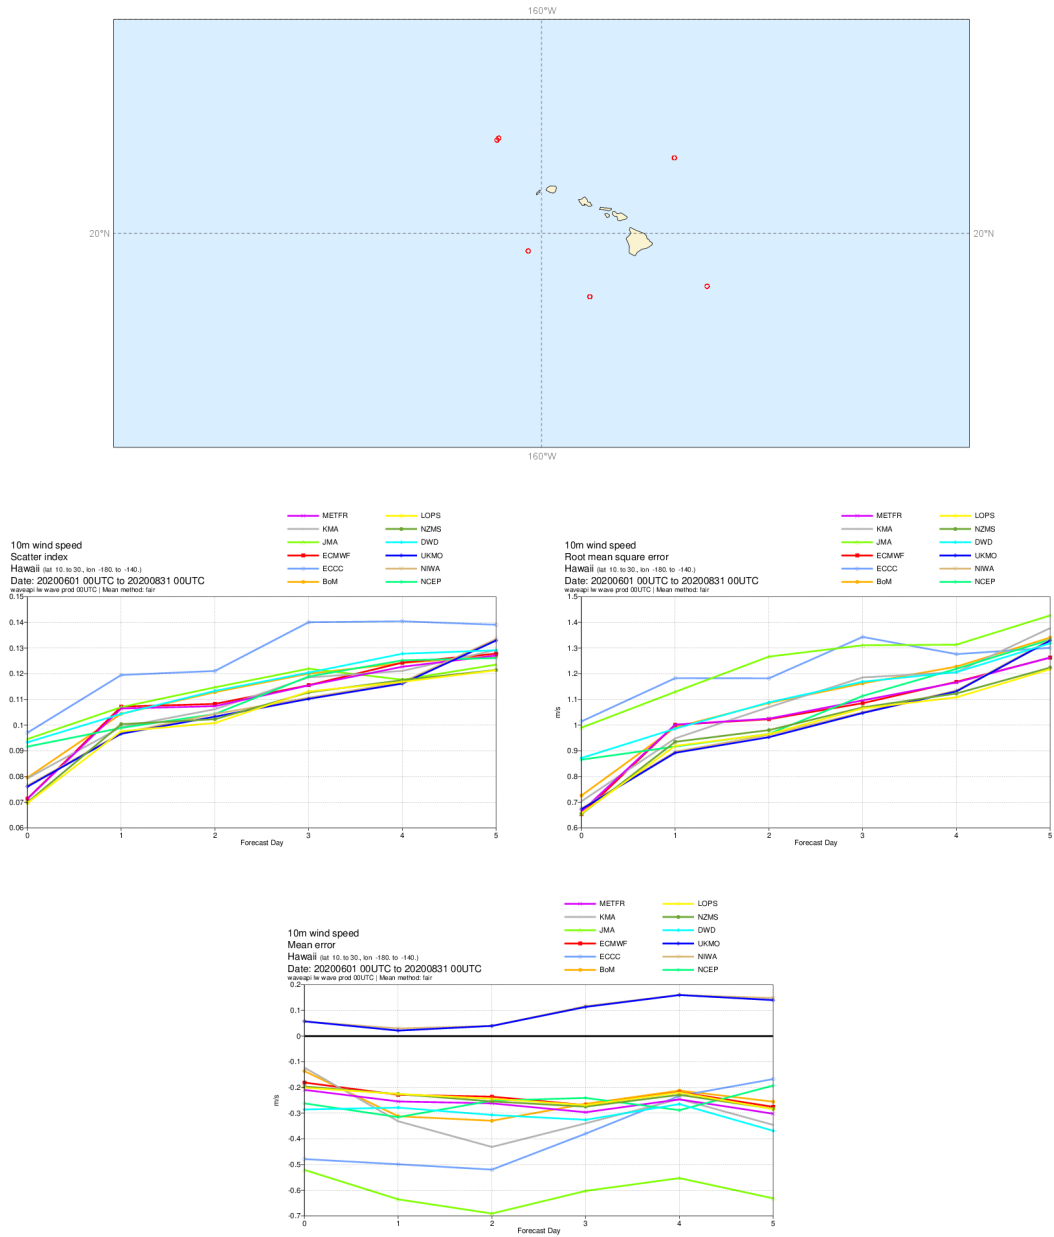 160°W
20°N 20°N
160°W
METFR LOPS
KMA NZMS
JMA DWD
ECMWF UKMO
ECCC NIWA
BoM NCEP
10m wind speed
Scatter index
Hawaii (lat 10. to 30., lon -180. to -140.)
Date: 20200601 00UTC to 20200831 00UTC
waveapi lw wave prod 00UTC | Mean method: fair
0.15
0.14
0.13
0.12
0.11
0.1
0.09
0.08
0.07
0.06
0 1 2 3 4 5
Forecast Day
METFR LOPS
KMA NZMS
JMA DWD
ECMWF UKMO
ECCC NIWA
BoM NCEP
10m wind speed
Root mean square error
Hawaii (lat 10. to 30., lon -180. to -140.)
Date: 20200601 00UTC to 20200831 00UTC
waveapi lw wave prod 00UTC | Mean method: fair
1.5
1.4
1.3
1.2
1.1
1
0.9
0.8
0.7
0.6
m/s
0 1 2 3 4 5
Forecast Day
METFR LOPS
KMA NZMS
JMA DWD
ECMWF UKMO
ECCC NIWA
BoM NCEP
10m wind speed
Mean error
Hawaii (lat 10. to 30., lon -180. to -140.)
Date: 20200601 00UTC to 20200831 00UTC
waveapi lw wave prod 00UTC | Mean method: fair
0.2
0.1
0
-0.1
-0.2
-0.3
-0.4
-0.5
-0.6
-0.7
m/s
0 1 2 3 4 5
Forecast Day